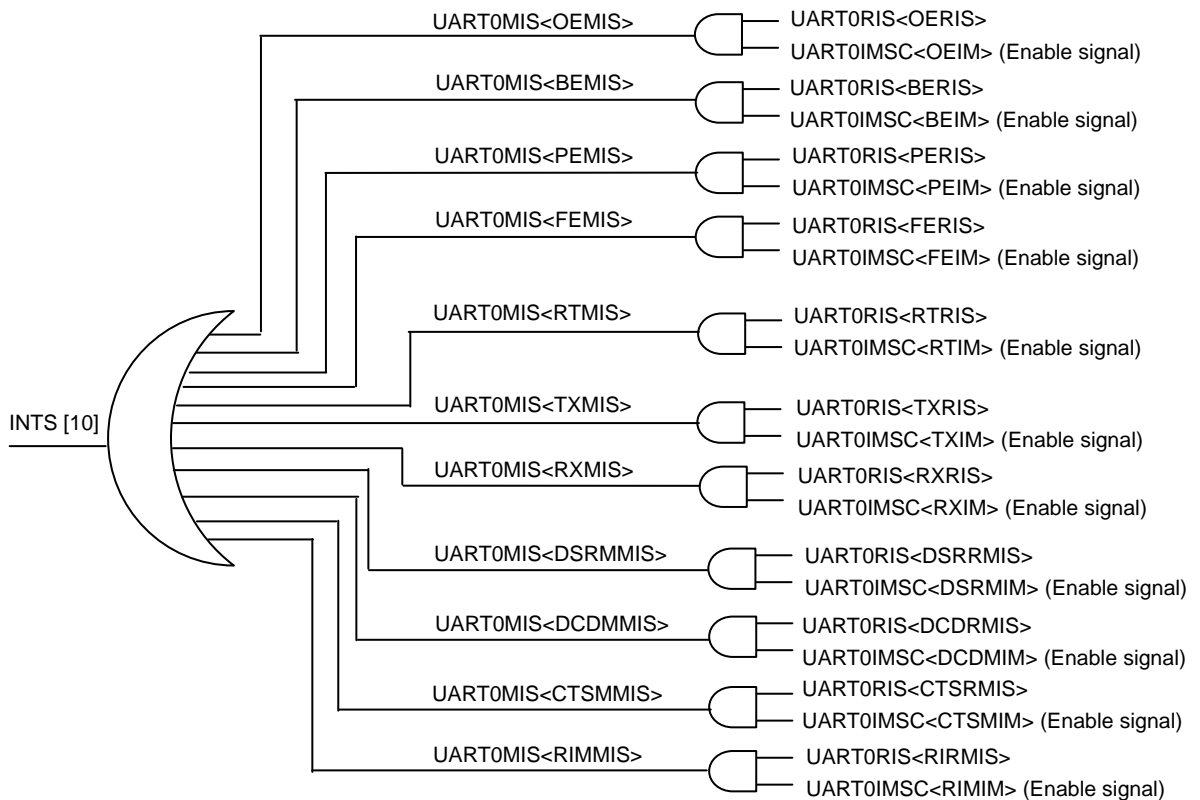 UART0MIS<OEMIS>
UART0RIS<OERIS>
UART0IMSC<OEIM> (Enable signal)
UART0MIS<BEMIS>
UART0RIS<BERIS>
UART0IMSC<BEIM> (Enable signal)
UART0MIS<PEMIS>
UART0RIS<PERIS>
UART0IMSC<PEIM> (Enable signal)
UART0MIS<FEMIS>
UART0RIS<FERIS>
UART0IMSC<FEIM> (Enable signal)
UART0MIS<RTMIS>
UART0RIS<RTRIS>
UART0IMSC<RTIM> (Enable signal)
INTS [10]
UART0MIS<TXMIS>
UART0RIS<TXRIS>
UART0IMSC<TXIM> (Enable signal)
UART0MIS<RXMIS>
UART0RIS<RXRIS>
UART0IMSC<RXIM> (Enable signal)
UART0MIS<DSRMMIS>
UART0RIS<DSRRMIS>
UART0IMSC<DSRMIM> (Enable signal)
UART0MIS<DCDMMIS>
UART0RIS<DCDRMIS>
UART0IMSC<DCDMIM> (Enable signal)
UART0MIS<CTSMMIS>
UART0RIS<CTSRMIS>
UART0IMSC<CTSMIM> (Enable signal)
UART0MIS<RIMMIS>
UART0RIS<RIRMIS>
UART0IMSC<RIMIM> (Enable signal)